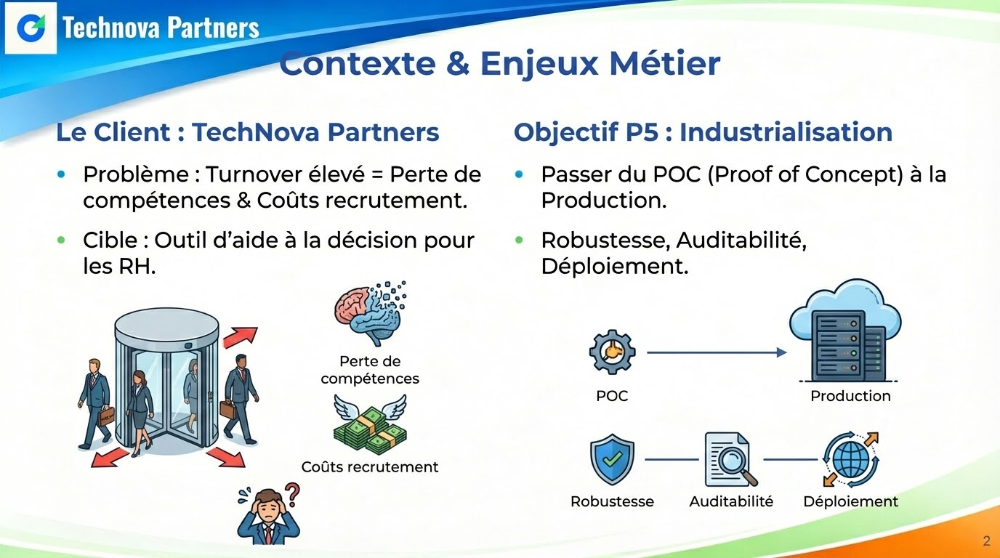 Technova Partners
Contexte & Enjeux Métier
Le Client : TechNova Partners
• Problème : Turnover élevé = Perte de
compétences & Coûts recrutement.
• Cible : Outil d’aide à la décision pour
les RH.
Perte de
compétences
Coûts recrutement
?
Objectif P5 : Industrialisation
• Passer du POC (Proof of Concept) à la
Production.
• Robustesse, Auditabilité,
Déploiement.
POC
Production
Robustesse
Auditabilité
Déploiement
2